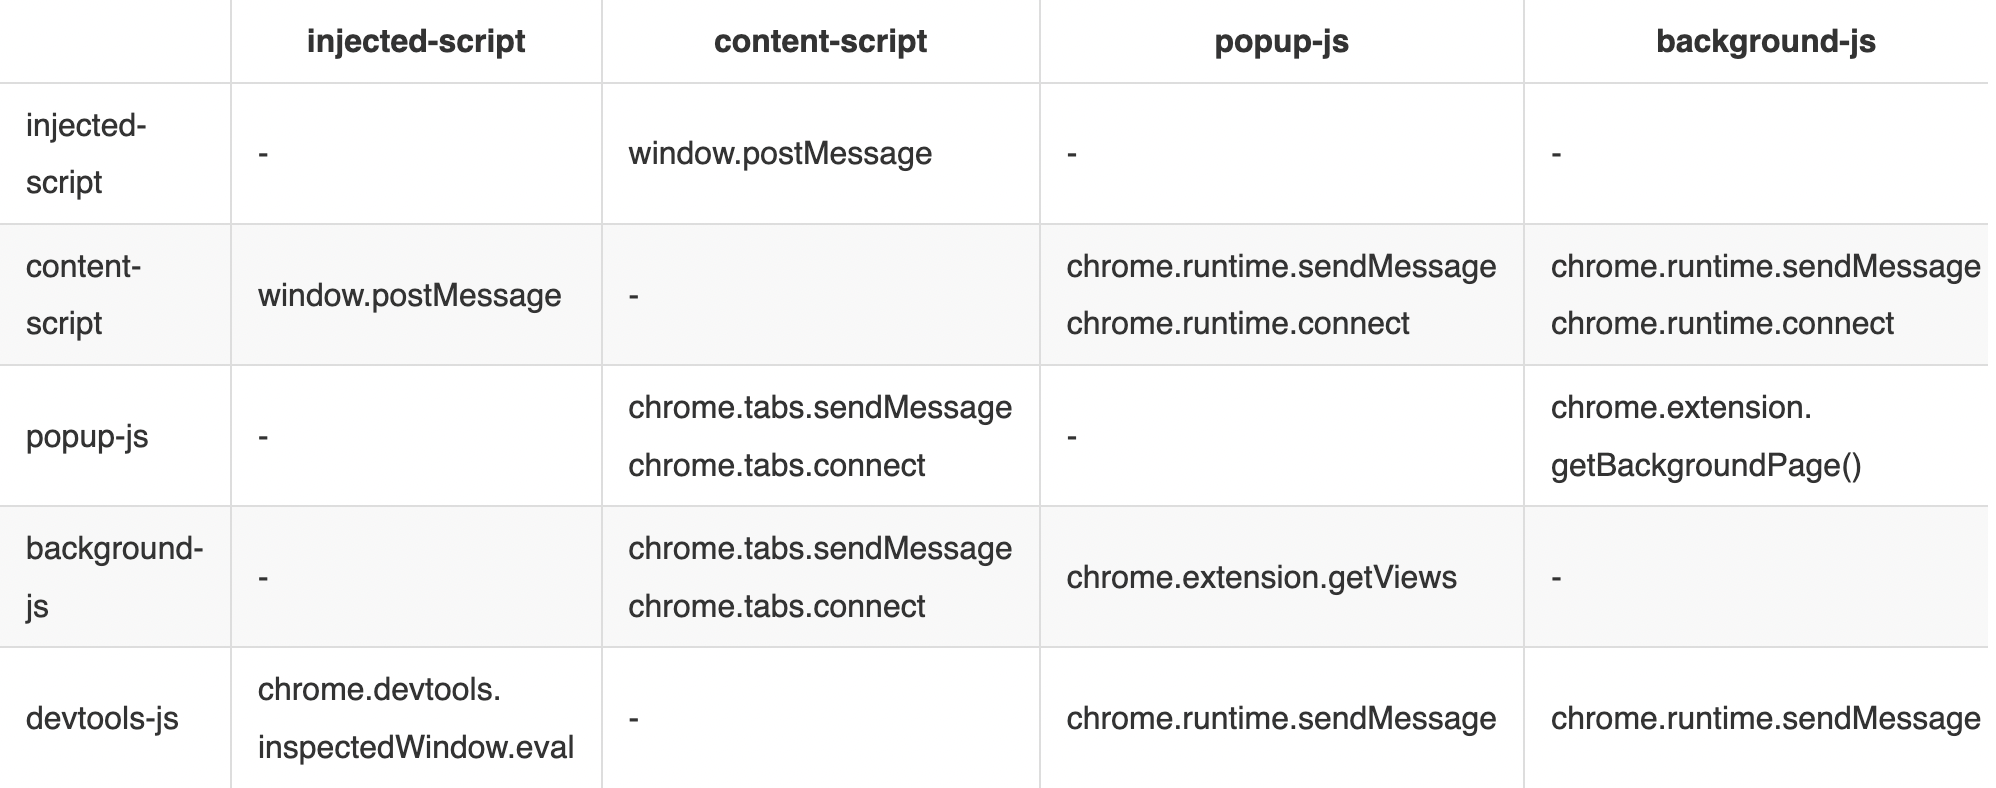 injected-script content-script popup-js background-js
injected-
script
-
window.postMessage
-
-
content-
script
window.postMessage
-
chrome.runtime.sendMessage
chrome.runtime.connect
chrome.runtime.sendMessage
chrome.runtime.connect
popup-js
-
chrome.tabs.sendMessage
chrome.tabs.connect
-
chrome.extension.
getBackgroundPage()
background-
js
-
chrome.tabs.sendMessage
chrome.tabs.connect
chrome.extension.getViews
-
devtools-js
chrome.devtools.
inspectedWindow.eval
-
chrome.runtime.sendMessage
chrome.runtime.sendMessage